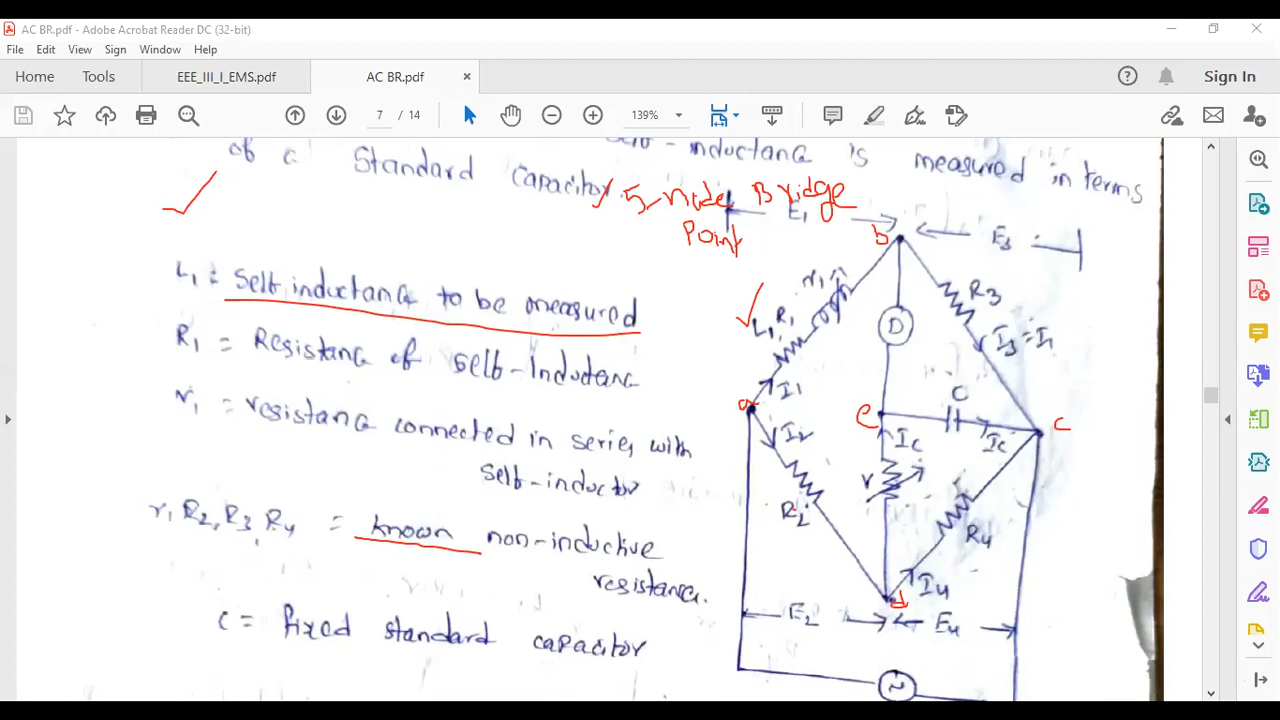 AC BR.pdf - Adobe Acrobat Reader DC (32-bit)
File Edit View Sign Window Help
Home Tools EEE_III_I_EMS.pdf AC BR.pdf × Sign In
7 / 14 139%
of a Standard capacitor. self-inductance is measured in terms
5-node Bridge
Point
E1 E3
b
L1 = Self inductance to be measured
R1 = Resistance of self-Inductance
r1 = resistance connected in series with
self-inductor
r, R2, R3, R4 = known non-inductive
resistance.
C = fixed standard capacitor
L1 R1 r1
D
R3
I3 = I1
I1
a
e
C
c
I2
Ic
Ic
R2
r
R4
d
I4
E2 E4
~